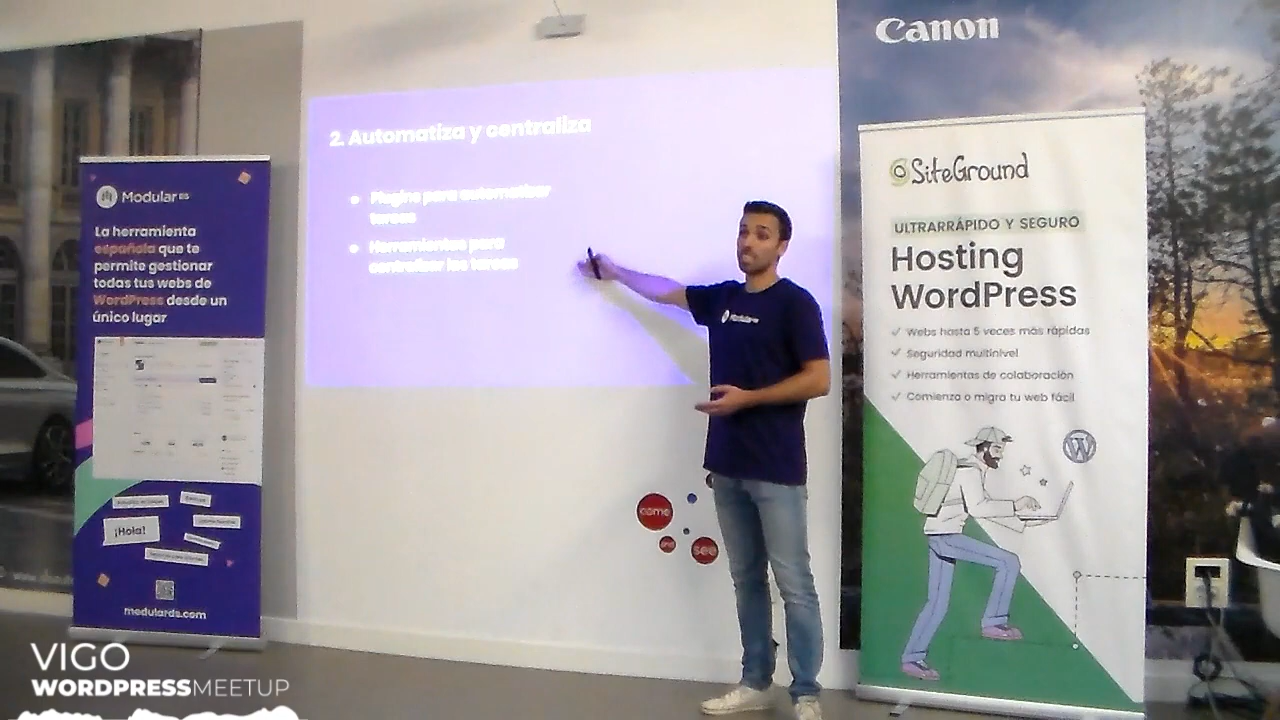 Canon
2. Automatiza y centraliza
Plugins para automatizar
tareas
Herramientas para
centralizar las tareas
Modular DS
La herramienta
española que te
permite gestionar
todas tus webs de
WordPress desde un
único lugar
¡Hola!
modulards.com
Modular DS
SiteGround
ULTRARRÁPIDO Y SEGURO
Hosting
WordPress
Webs hasta 5 veces más rápidas
Seguridad multinivel
Herramientas de colaboración
Comienza o migra tu web fácil
come
and
see
VIGO
WORDPRESSMEETUP